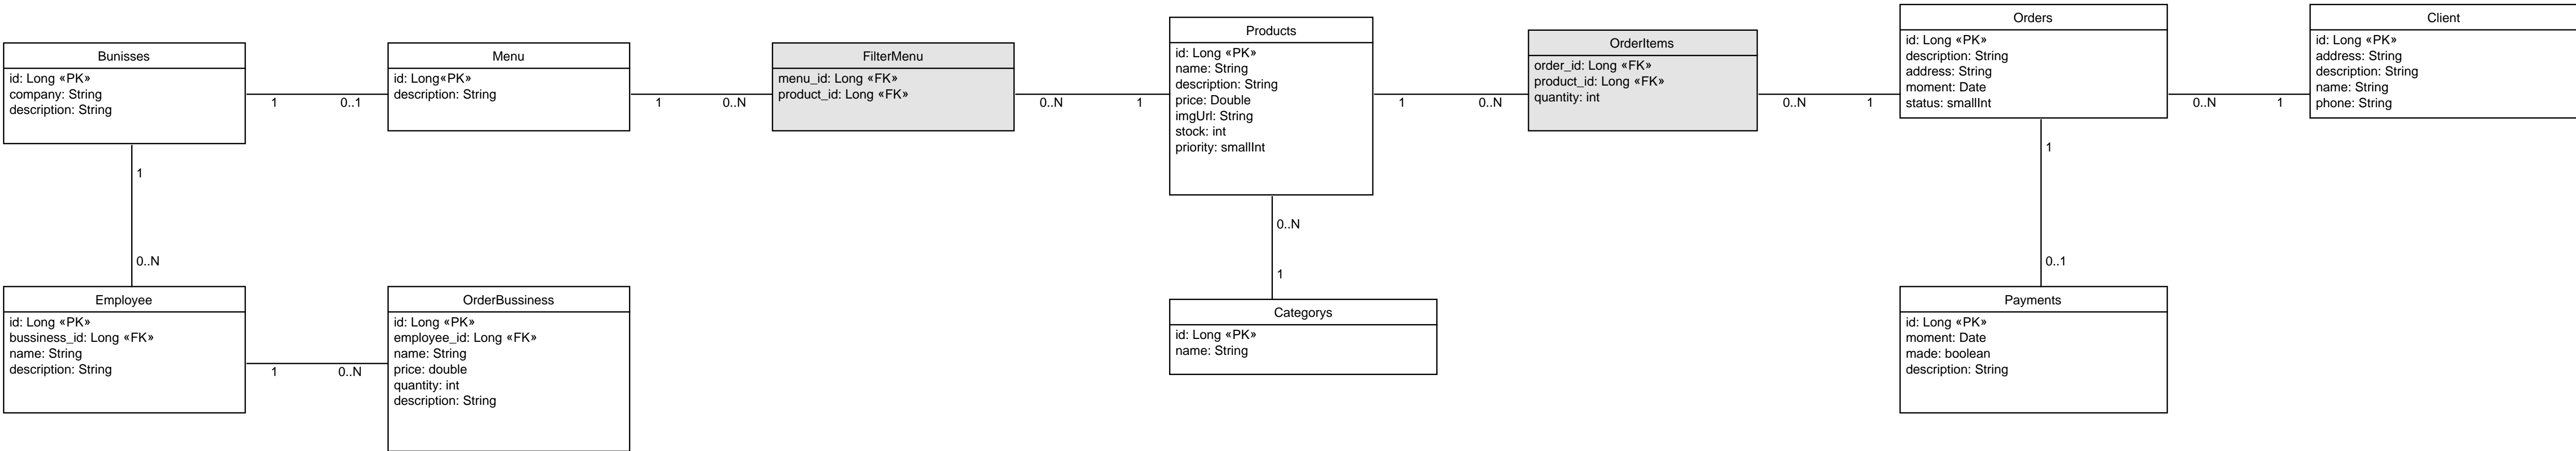 Bunisses
id: Long «PK»
company: String
description: String
1
0..1
Menu
id: Long«PK»
description: String
1
0..N
FilterMenu
menu_id: Long «FK»
product_id: Long «FK»
0..N
1
Products
id: Long «PK»
name: String
description: String
price: Double
imgUrl: String
stock: int
priority: smallInt
1
0..N
OrderItems
order_id: Long «FK»
product_id: Long «FK»
quantity: int
0..N
1
Orders
id: Long «PK»
description: String
address: String
moment: Date
status: smallInt
0..N
1
Client
id: Long «PK»
address: String
description: String
name: String
phone: String
1
0..N
0..N
1
1
0..1
Employee
id: Long «PK»
bussiness_id: Long «FK»
name: String
description: String
1
0..N
OrderBussiness
id: Long «PK»
employee_id: Long «FK»
name: String
price: double
quantity: int
description: String
Categorys
id: Long «PK»
name: String
Payments
id: Long «PK»
moment: Date
made: boolean
description: String